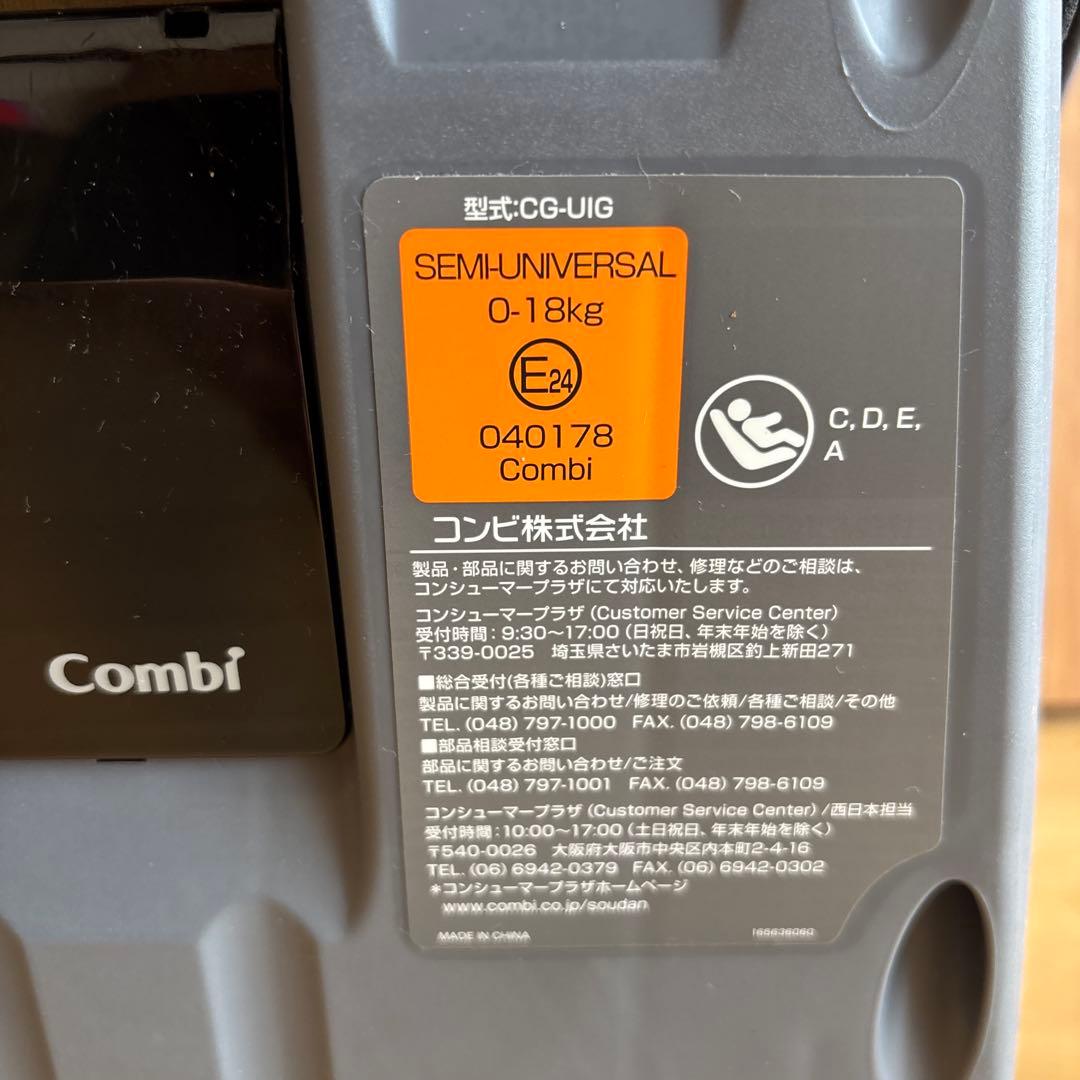 型式:CG-UIG
SEMI-UNIVERSAL
0-18kg
E24
040178
Combi
C, D, E,
A
コンビ株式会社
製品・部品に関するお問い合わせ、修理などのご相談は、
コンシューマープラザにて対応いたします。
コンシューマープラザ (Customer Service Center)
受付時間：9:30～17:00 (日祝日、年末年始を除く)
〒339-0025 埼玉県さいたま市岩槻区釣上新田271
■総合受付(各種ご相談)窓口
製品に関するお問い合わせ/修理のご依頼/各種ご相談/その他
TEL. (048) 797-1000 FAX. (048) 798-6109
■部品相談受付窓口
部品に関するお問い合わせ/ご注文
TEL. (048) 797-1001 FAX. (048) 798-6109
コンシューマープラザ (Customer Service Center) /西日本担当
受付時間：10:00～17:00 (土日祝日、年末年始を除く)
〒540-0026 大阪府大阪市中央区内本町2-4-16
TEL. (06) 6942-0379 FAX. (06) 6942-0302
*コンシューマープラザホームページ
www.combi.co.jp/soudan
MADE IN CHINA
Combi